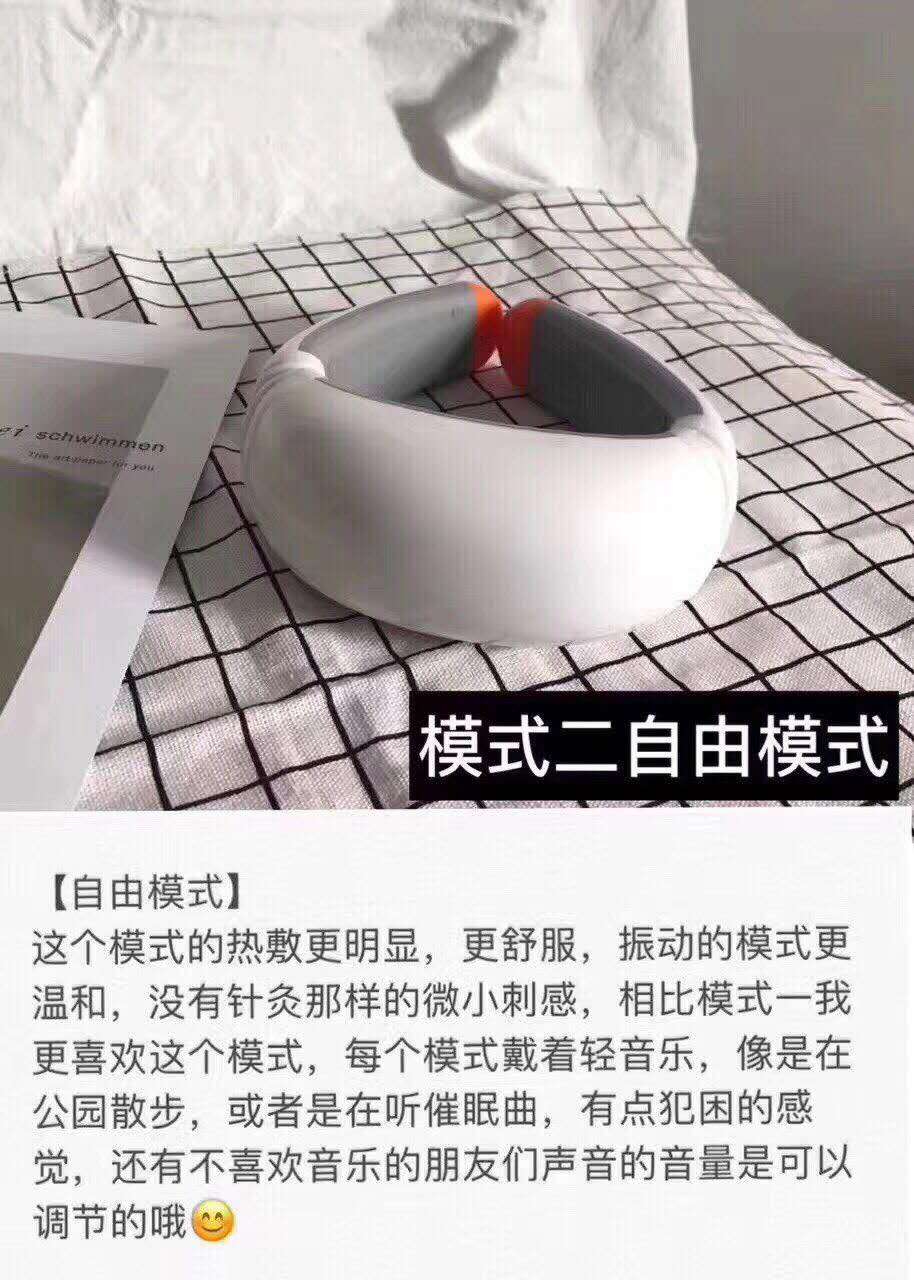 schwimmen
The art paper for you
模式二自由模式
【自由模式】
这个模式的热敷更明显，更舒服，振动的模式更
温和，没有针灸那样的微小刺感，相比模式一我
更喜欢这个模式，每个模式戴着轻音乐，像是在
公园散步，或者是在听催眠曲，有点犯困的感
觉，还有不喜欢音乐的朋友们声音的音量是可以
调节的哦😊